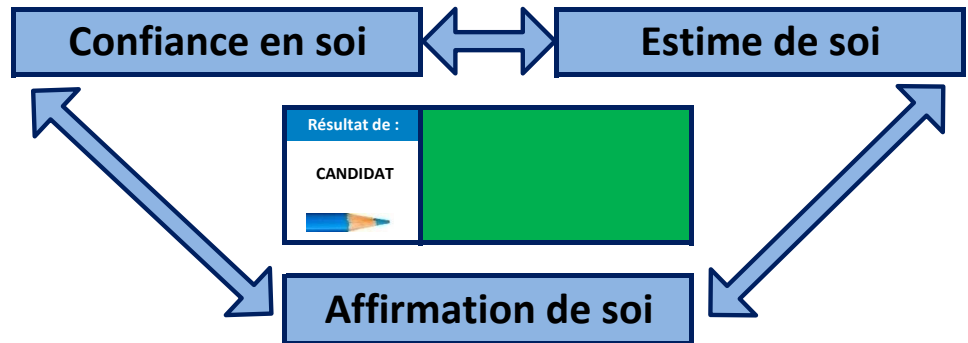 Confiance en soi
Estime de soi
Résultat de :
CANDIDAT
Affirmation de soi